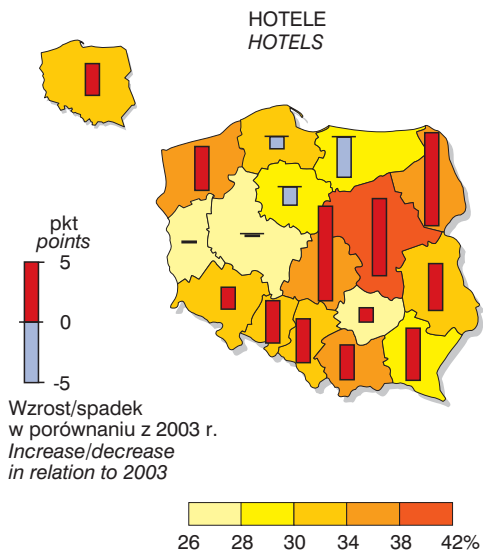 HOTELE
HOTELS
pkt
points
5
0
-5
Wzrost/spadek
w porównaniu z 2003 r.
Increase/decrease
in relation to 2003
26 28 30 34 38 42%